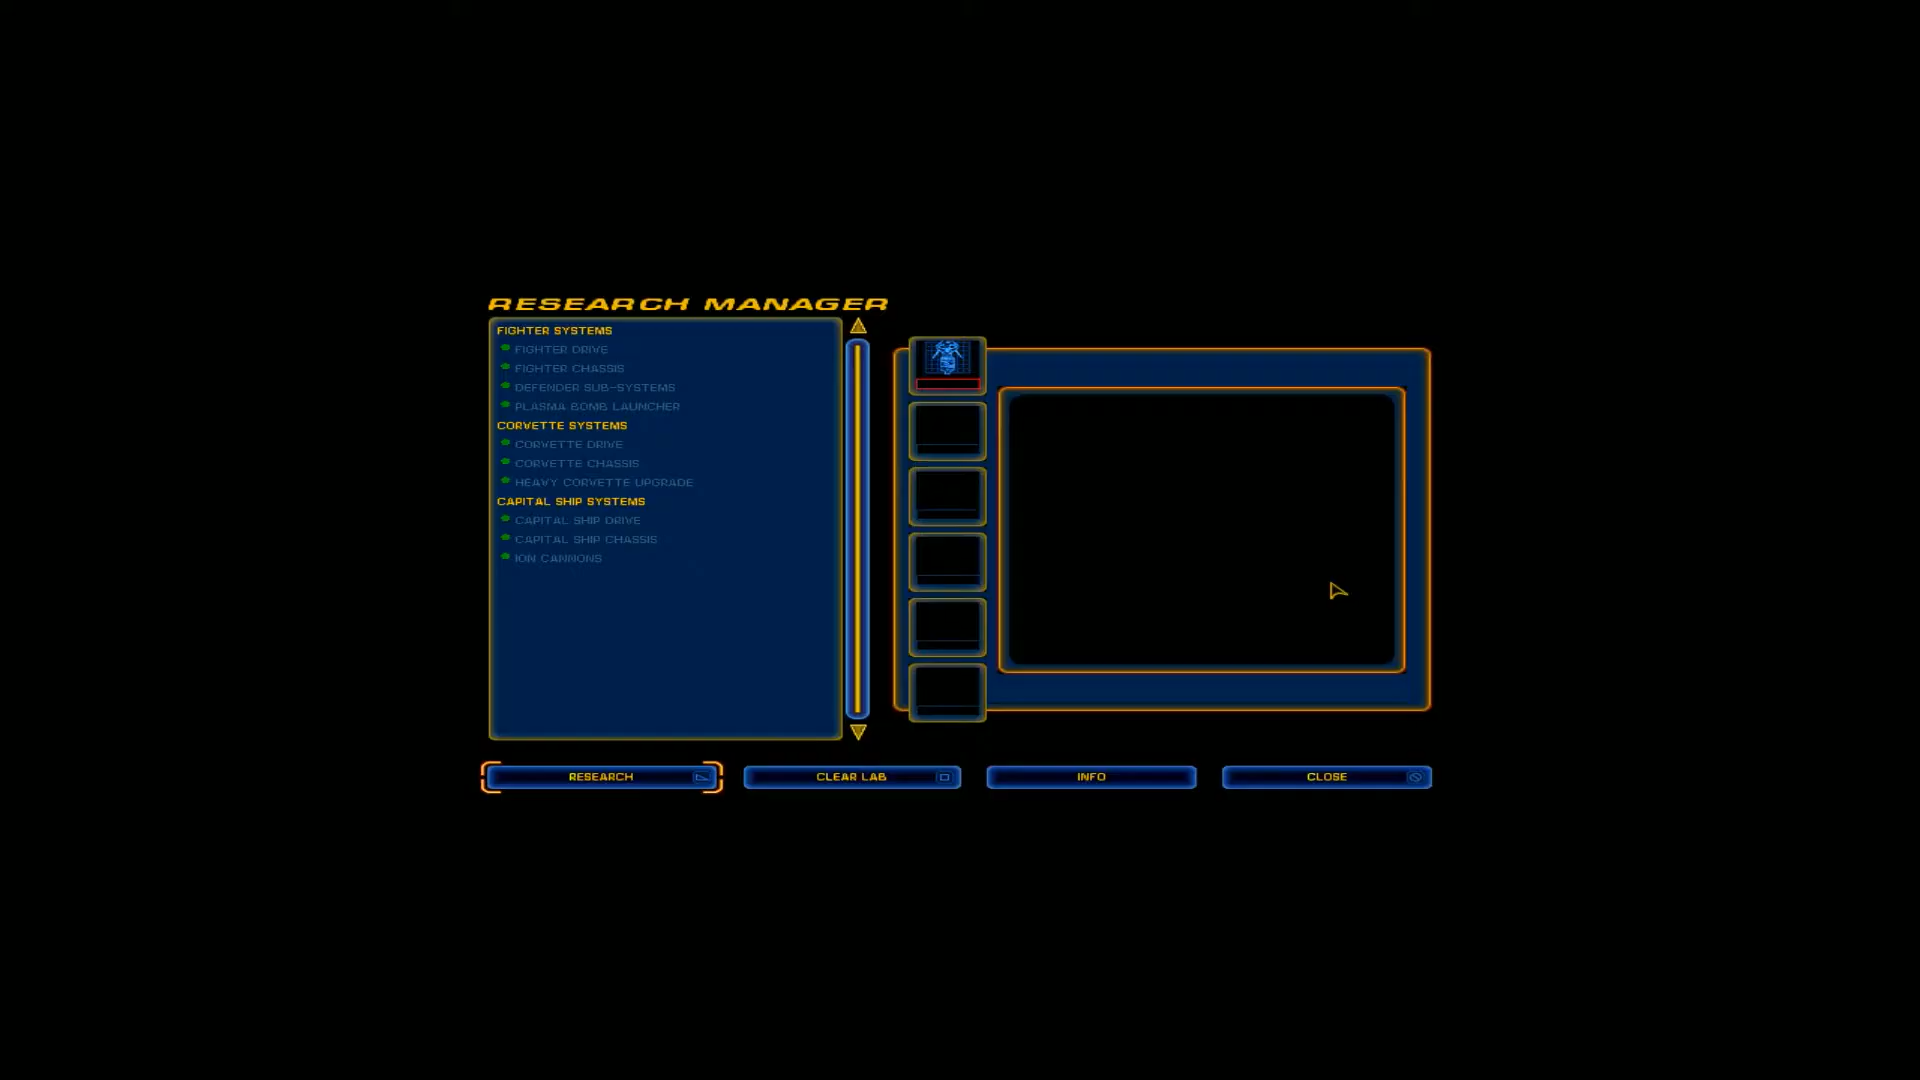 RESEARCH MANAGER
FIGHTER SYSTEMS
FIGHTER DRIVE
FIGHTER CHASSIS
DEFENDER SUB-SYSTEMS
PLASMA BOMB LAUNCHER
CORVETTE SYSTEMS
CORVETTE DRIVE
CORVETTE CHASSIS
HEAVY CORVETTE UPGRADE
CAPITAL SHIP SYSTEMS
CAPITAL SHIP DRIVE
CAPITAL SHIP CHASSIS
ION CANNONS
RESEARCH
CLEAR LAB
INFO
CLOSE